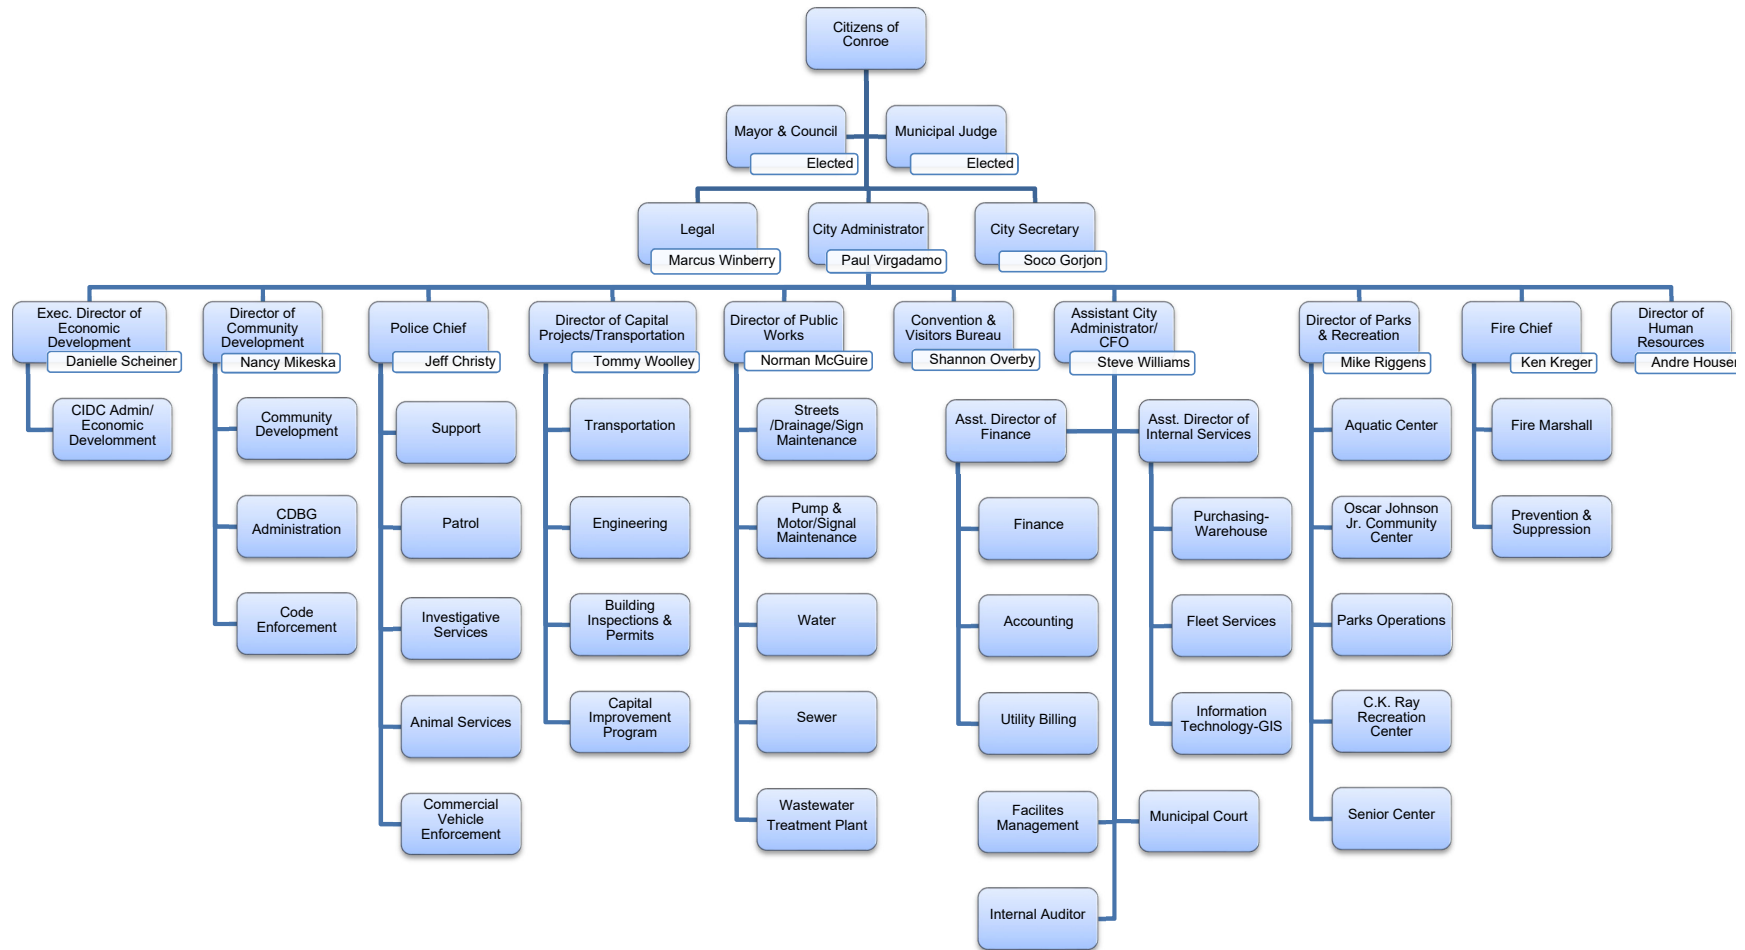 Citizens of
Conroe
Mayor & Council
Elected
Municipal Judge
Elected
Legal
Marcus Winberry
City Administrator
Paul Virgadamo
City Secretary
Soco Gorjon
Exec. Director of
Economic
Development
Danielle Scheiner
Director of
Community
Development
Nancy Mikeska
Police Chief
Jeff Christy
Director of Capital
Projects/Transportation
Tommy Woolley
Director of Public
Works
Norman McGuire
Convention &
Visitors Bureau
Shannon Overby
Assistant City
Administrator/
CFO
Steve Williams
Director of Parks
& Recreation
Mike Riggens
Fire Chief
Ken Kreger
Director of
Human
Resources
Andre Houser
CIDC Admin/
Economic
Develomment
Community
Development
CDBG
Administration
Code
Enforcement
Support
Patrol
Investigative
Services
Animal Services
Commercial
Vehicle
Enforcement
Transportation
Engineering
Building
Inspections &
Permits
Capital
Improvement
Program
Streets
/Drainage/Sign
Maintenance
Pump &
Motor/Signal
Maintenance
Water
Sewer
Wastewater
Treatment Plant
Asst. Director of
Finance
Finance
Accounting
Utility Billing
Asst. Director of
Internal Services
Purchasing-
Warehouse
Fleet Services
Information
Technology-GIS
Facilites
Management
Municipal Court
Internal Auditor
Aquatic Center
Oscar Johnson
Jr. Community
Center
Parks Operations
C.K. Ray
Recreation
Center
Senior Center
Fire Marshall
Prevention &
Suppression